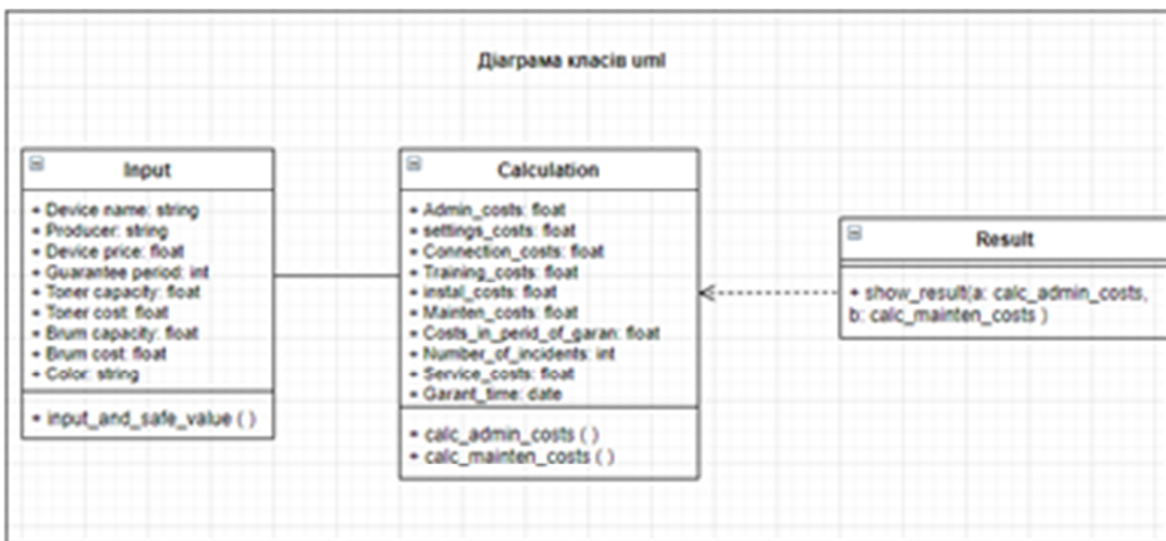 Діаграма класів uml
Input
+ Device name: string
+ Producer: string
+ Device price: float
+ Guarantee period: int
+ Toner capacity: float
+ Toner cost: float
+ Brum capacity: float
+ Brum cost: float
+ Color: string
+ input_and_safe_value ( )
Calculation
+ Admin_costs: float
+ settings_costs: float
+ Connection_costs: float
+ Training_costs: float
+ instal_costs: float
+ Mainten_costs: float
+ Costs_in_perid_of_garan: float
+ Number_of_incidents: int
+ Service_costs: float
+ Garant_time: date
+ calc_admin_costs ( )
+ calc_mainten_costs ( )
Result
+ show_result(a: calc_admin_costs,
b: calc_mainten_costs )